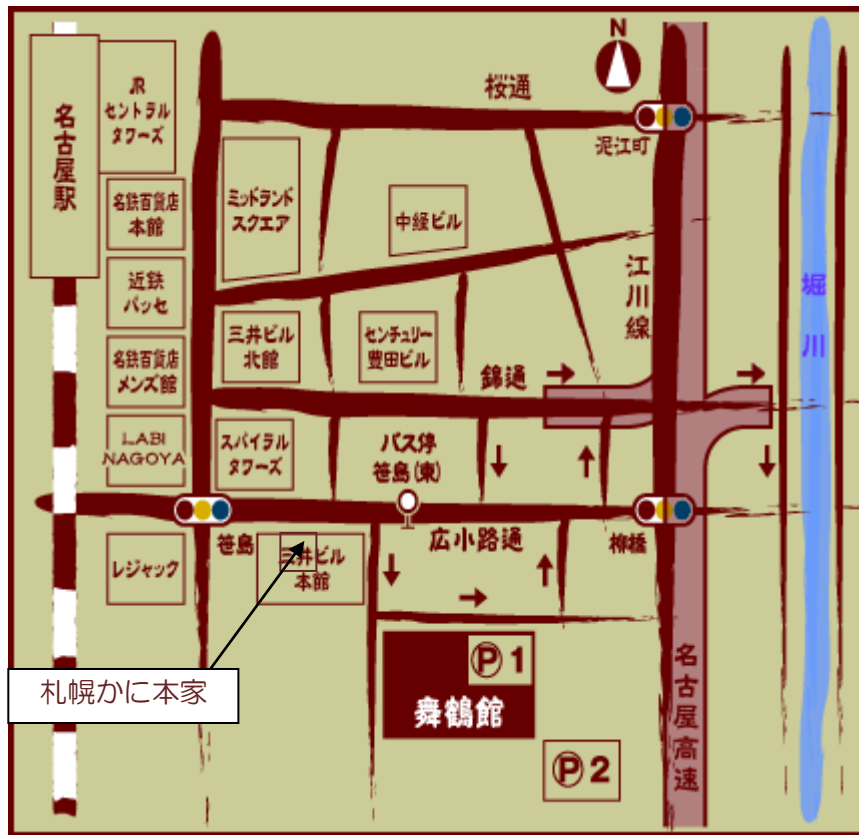 N
桜通
泥江町
名古屋駅
JR
セントラル
タワーズ
名鉄百貨店
本館
ミッドランド
スクエア
中経ビル
江川線
堀川
近鉄
パッセ
三井ビル
北館
センチュリー
豊田ビル
名鉄百貨店
メンズ館
錦通
LABI
NAGOYA
スパイラル
タワーズ
バス停
笹島(東)
笹島
広小路通
柳橋
レジャック
三井ビル
本館
札幌かに本家
P1
舞鶴館
P2
名古屋高速